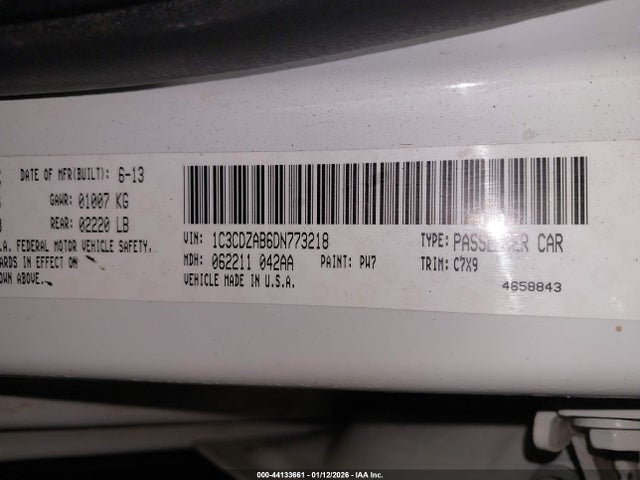 DATE OF MFR(BUILT): 6-13
GAWR: 01007 KG
REAR: 02220 LB
.A. FEDERAL MOTOR VEHICLE SAFETY,
ARDS IN EFFECT ON
OWN ABOVE.
VIN: 1C3CDZAB6DN773218 TYPE: PASSENGER CAR
MDH: 062211 042AA PAINT: PW7 TRIM: C7X9
VEHICLE MADE IN U.S.A. 4658843
000-44133661 - 01/12/2026 - IAA Inc.